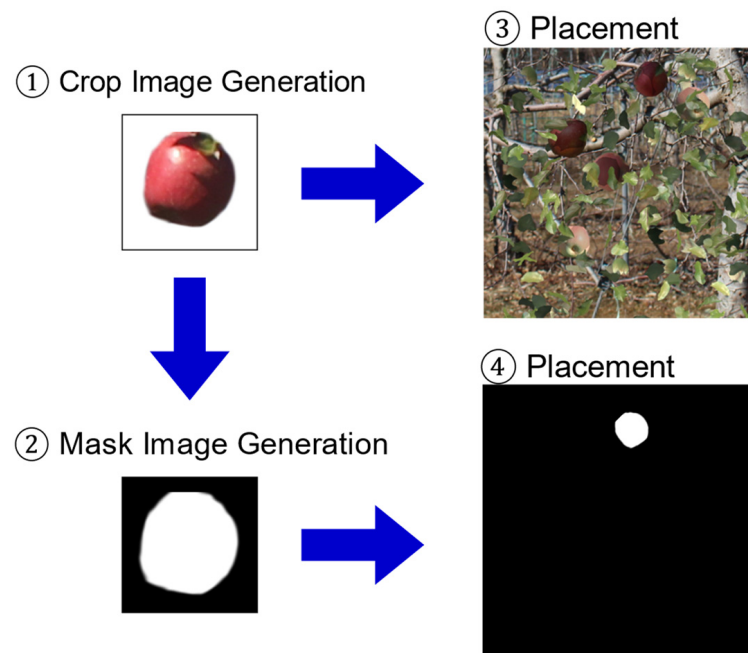 ① Crop Image Generation
② Mask Image Generation
③ Placement
④ Placement